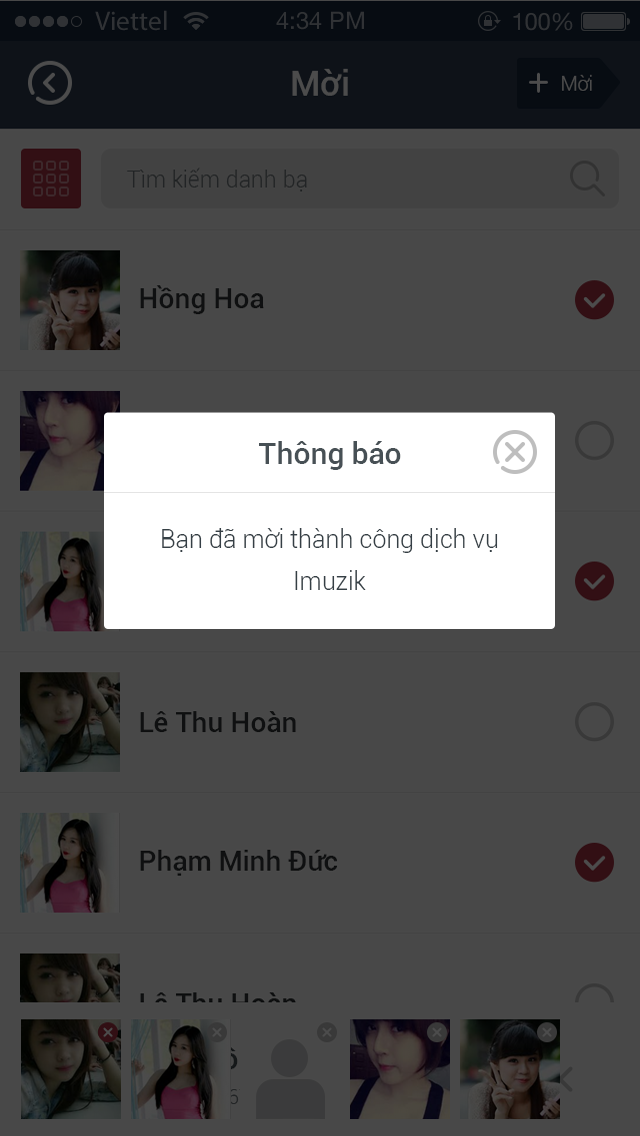 Viettel 4:34 PM 100%
Mời
+ Mời
Tìm kiếm danh bạ
Hồng Hoa
Thông báo
Bạn đã mời thành công dịch vụ
Imuzik
Lê Thu Hoàn
Phạm Minh Đức
Lê Thu Hoàn
6